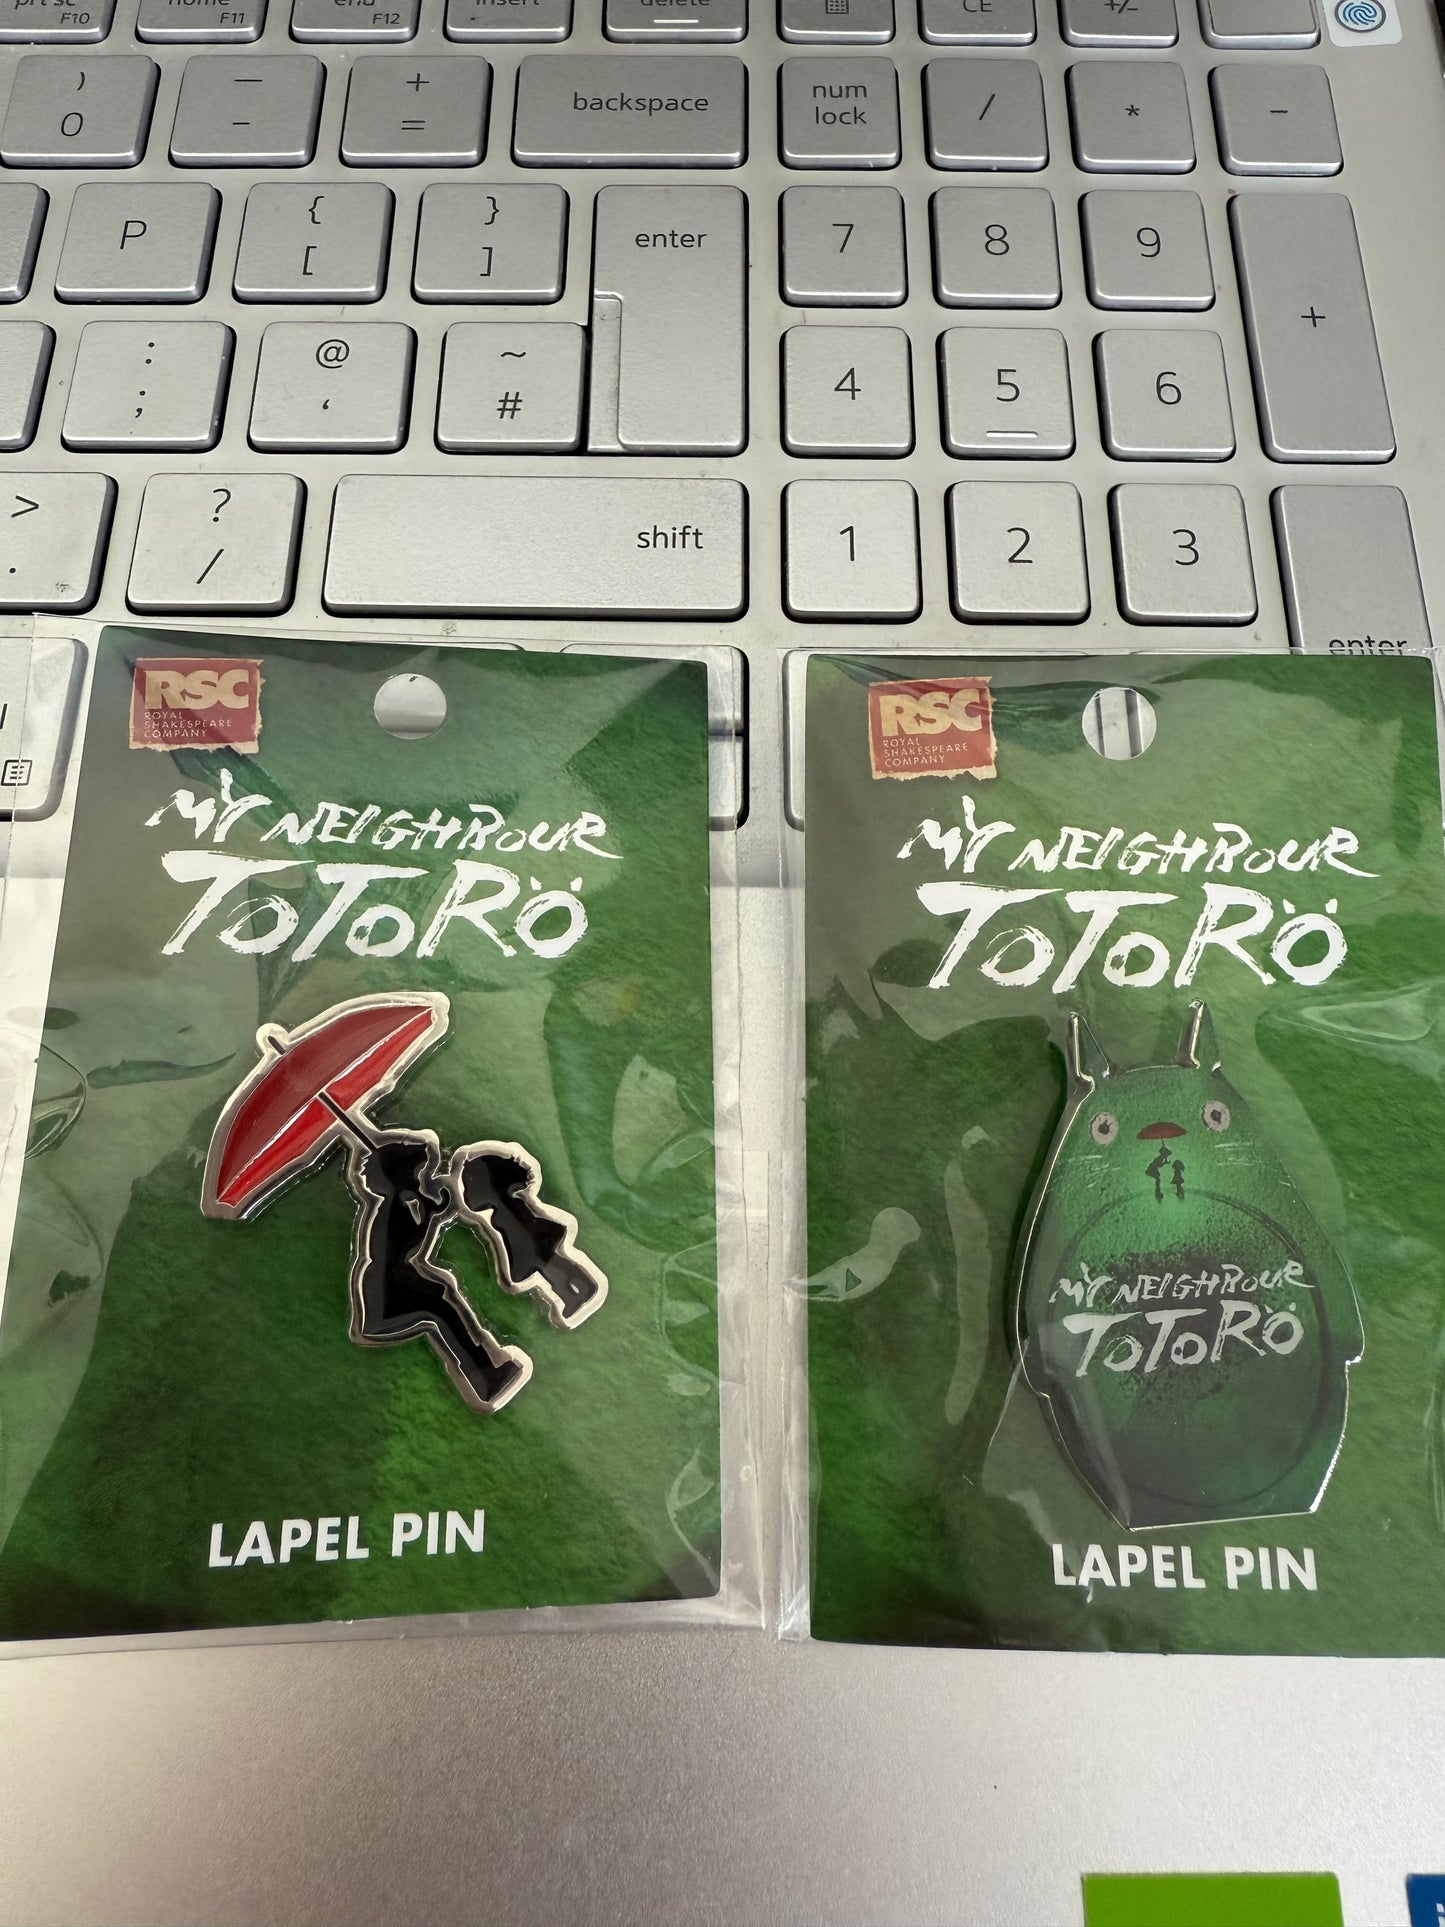 prt sc
F10
home
F11
end
F12
insert
delete
CE
+/-
)
0
—
-
+
=
backspace
num
lock
/
*
-
P
{
[
}
]
enter
7
8
9
+
:
;
@
‘
~
#
4
5
6
>
.
?
/
shift
1
2
3
enter
RSC
ROYAL
SHAKESPEARE
COMPANY
MY NEIGHBOUR
TOTORO
LAPEL PIN
RSC
ROYAL
SHAKESPEARE
COMPANY
MY NEIGHBOUR
TOTORO
MY NEIGHBOUR
TOTORO
LAPEL PIN